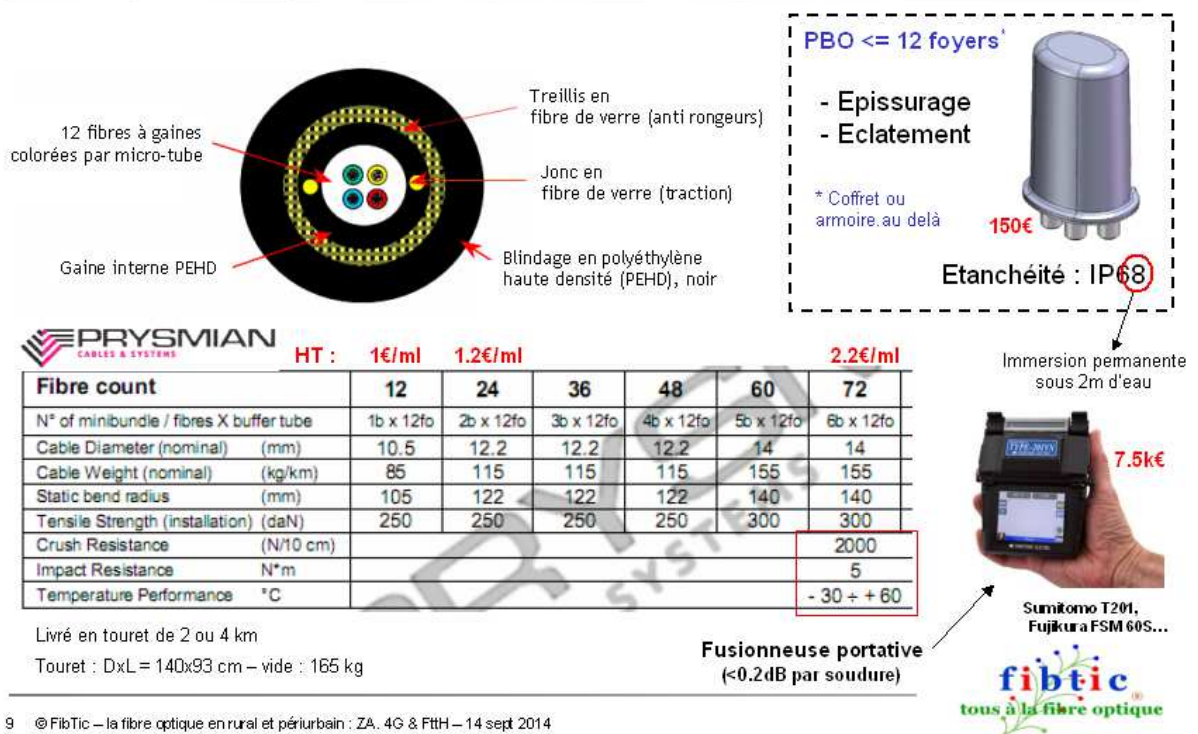 PBO <= 12 foyers*
- Epissurage
- Eclatement
* Coffret ou
armoire.au delà
150€
Etanchéité : IP68
Immersion permanente
sous 2m d'eau
12 fibres à gaines
colorées par micro-tube
Treillis en
fibre de verre (anti rongeurs)
Jonc en
fibre de verre (traction)
Gaine interne PEHD
Blindage en polyéthylène
haute densité (PEHD), noir
PRYSMIAN
CABLES & SYSTEMS
HT : 1€/ml 1.2€/ml 2.2€/ml
Fibre count 12 24 36 48 60 72
N° of minibundle / fibres X buffer tube 1b x 12fo 2b x 12fo 3b x 12fo 4b x 12fo 5b x 12fo 6b x 12fo
Cable Diameter (nominal) (mm) 10.5 12.2 12.2 12.2 14 14
Cable Weight (nominal) (kg/km) 85 115 115 115 155 155
Static bend radius (mm) 105 122 122 122 140 140
Tensile Strength (installation) (daN) 250 250 250 250 300 300
Crush Resistance (N/10 cm) 2000
Impact Resistance N*m 5
Temperature Performance °C - 30 ÷ + 60
SYSTEMS
7.5k€
Sumitomo T201,
Fujikura FSM 60S...
Livré en touret de 2 ou 4 km
Touret : DxL = 140x93 cm – vide : 165 kg
Fusionneuse portative
(<0.2dB par soudure)
fibtic ®
tous à la fibre optique
9 © FibTic – la fibre optique en rural et périurbain : ZA. 4G & FttH – 14 sept 2014